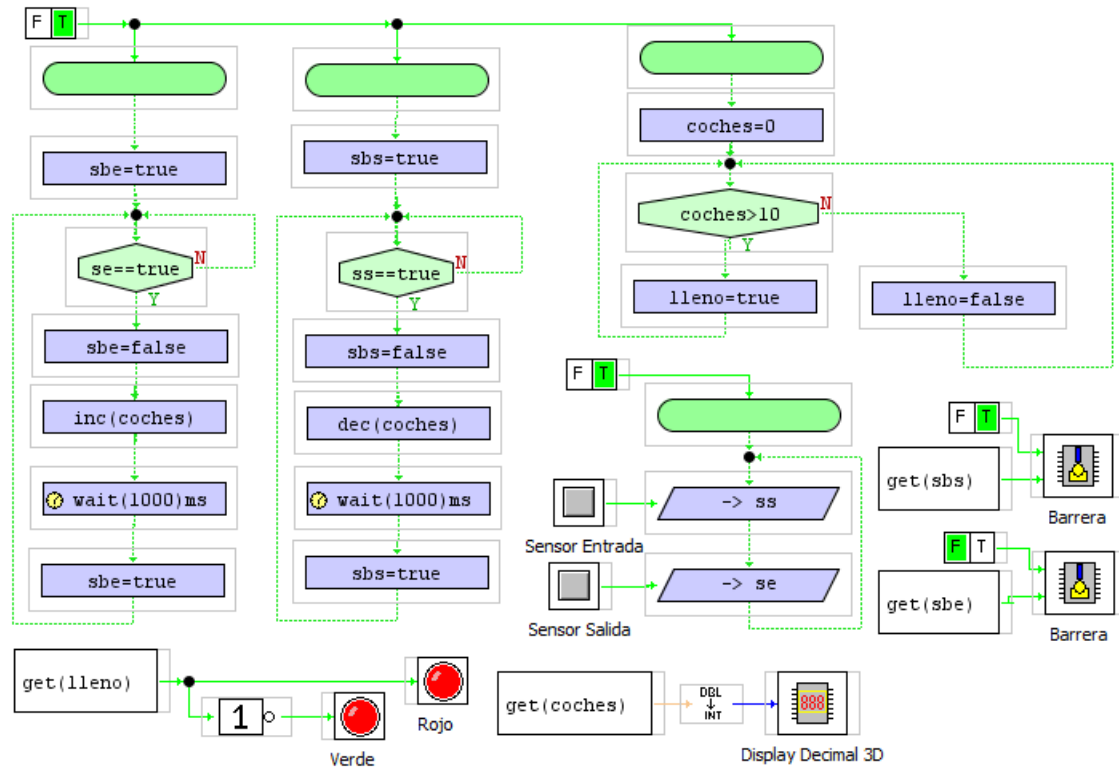 F T
sbe=true
se==true
N
Y
sbe=false
inc(coches)
wait(1000)ms
sbe=true
sbs=true
ss==true
N
Y
sbs=false
dec(coches)
wait(1000)ms
sbs=true
coches=0
coches>10
N
Y
lleno=true
lleno=false
F T
-> ss
Sensor Entrada
-> se
Sensor Salida
F T
get(sbs)
Barrera
F T
get(sbe)
Barrera
get(lleno)
1
Rojo
Verde
get(coches)
DBL
↓
INT
888
Display Decimal 3D